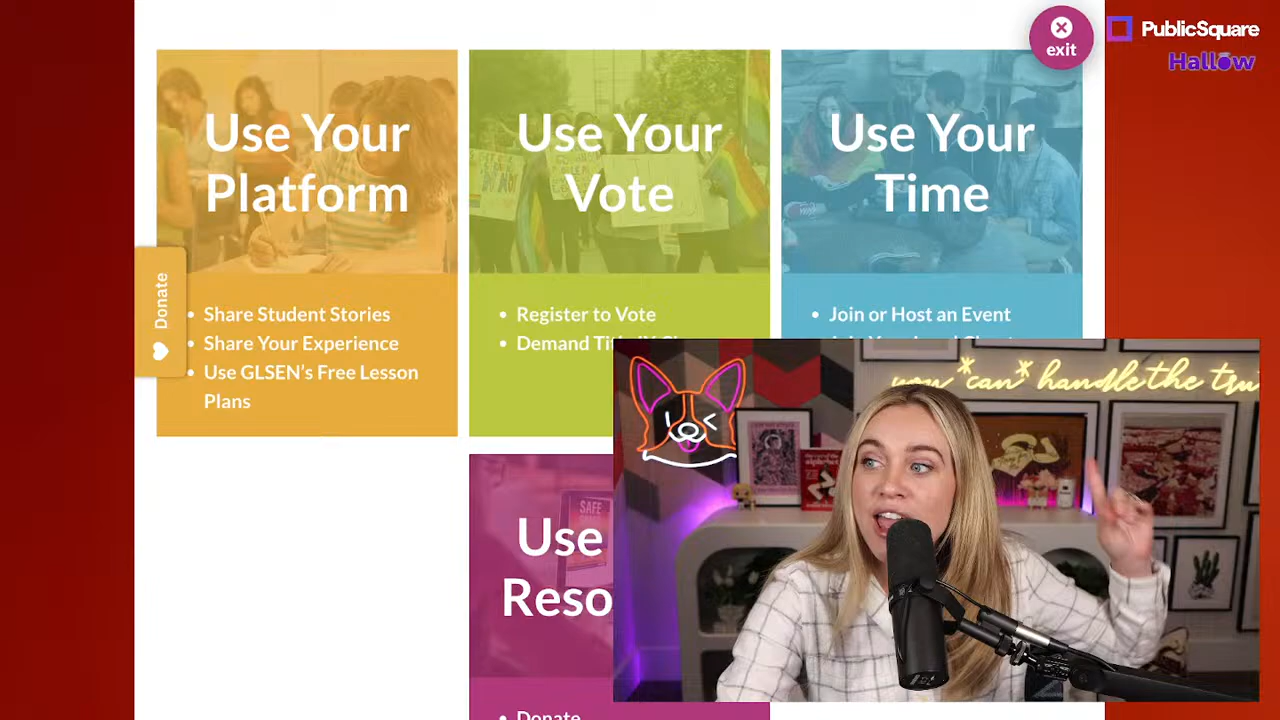 exit
PublicSquare
Hallow
Use Your
Platform
Use Your
Vote
Use Your
Time
Donate
Share Student Stories
Share Your Experience
Use GLSEN's Free Lesson
Plans
Register to Vote
Demand
Join or Host an Event
you *can* handle the
Use
Reso
SAFE
Donate